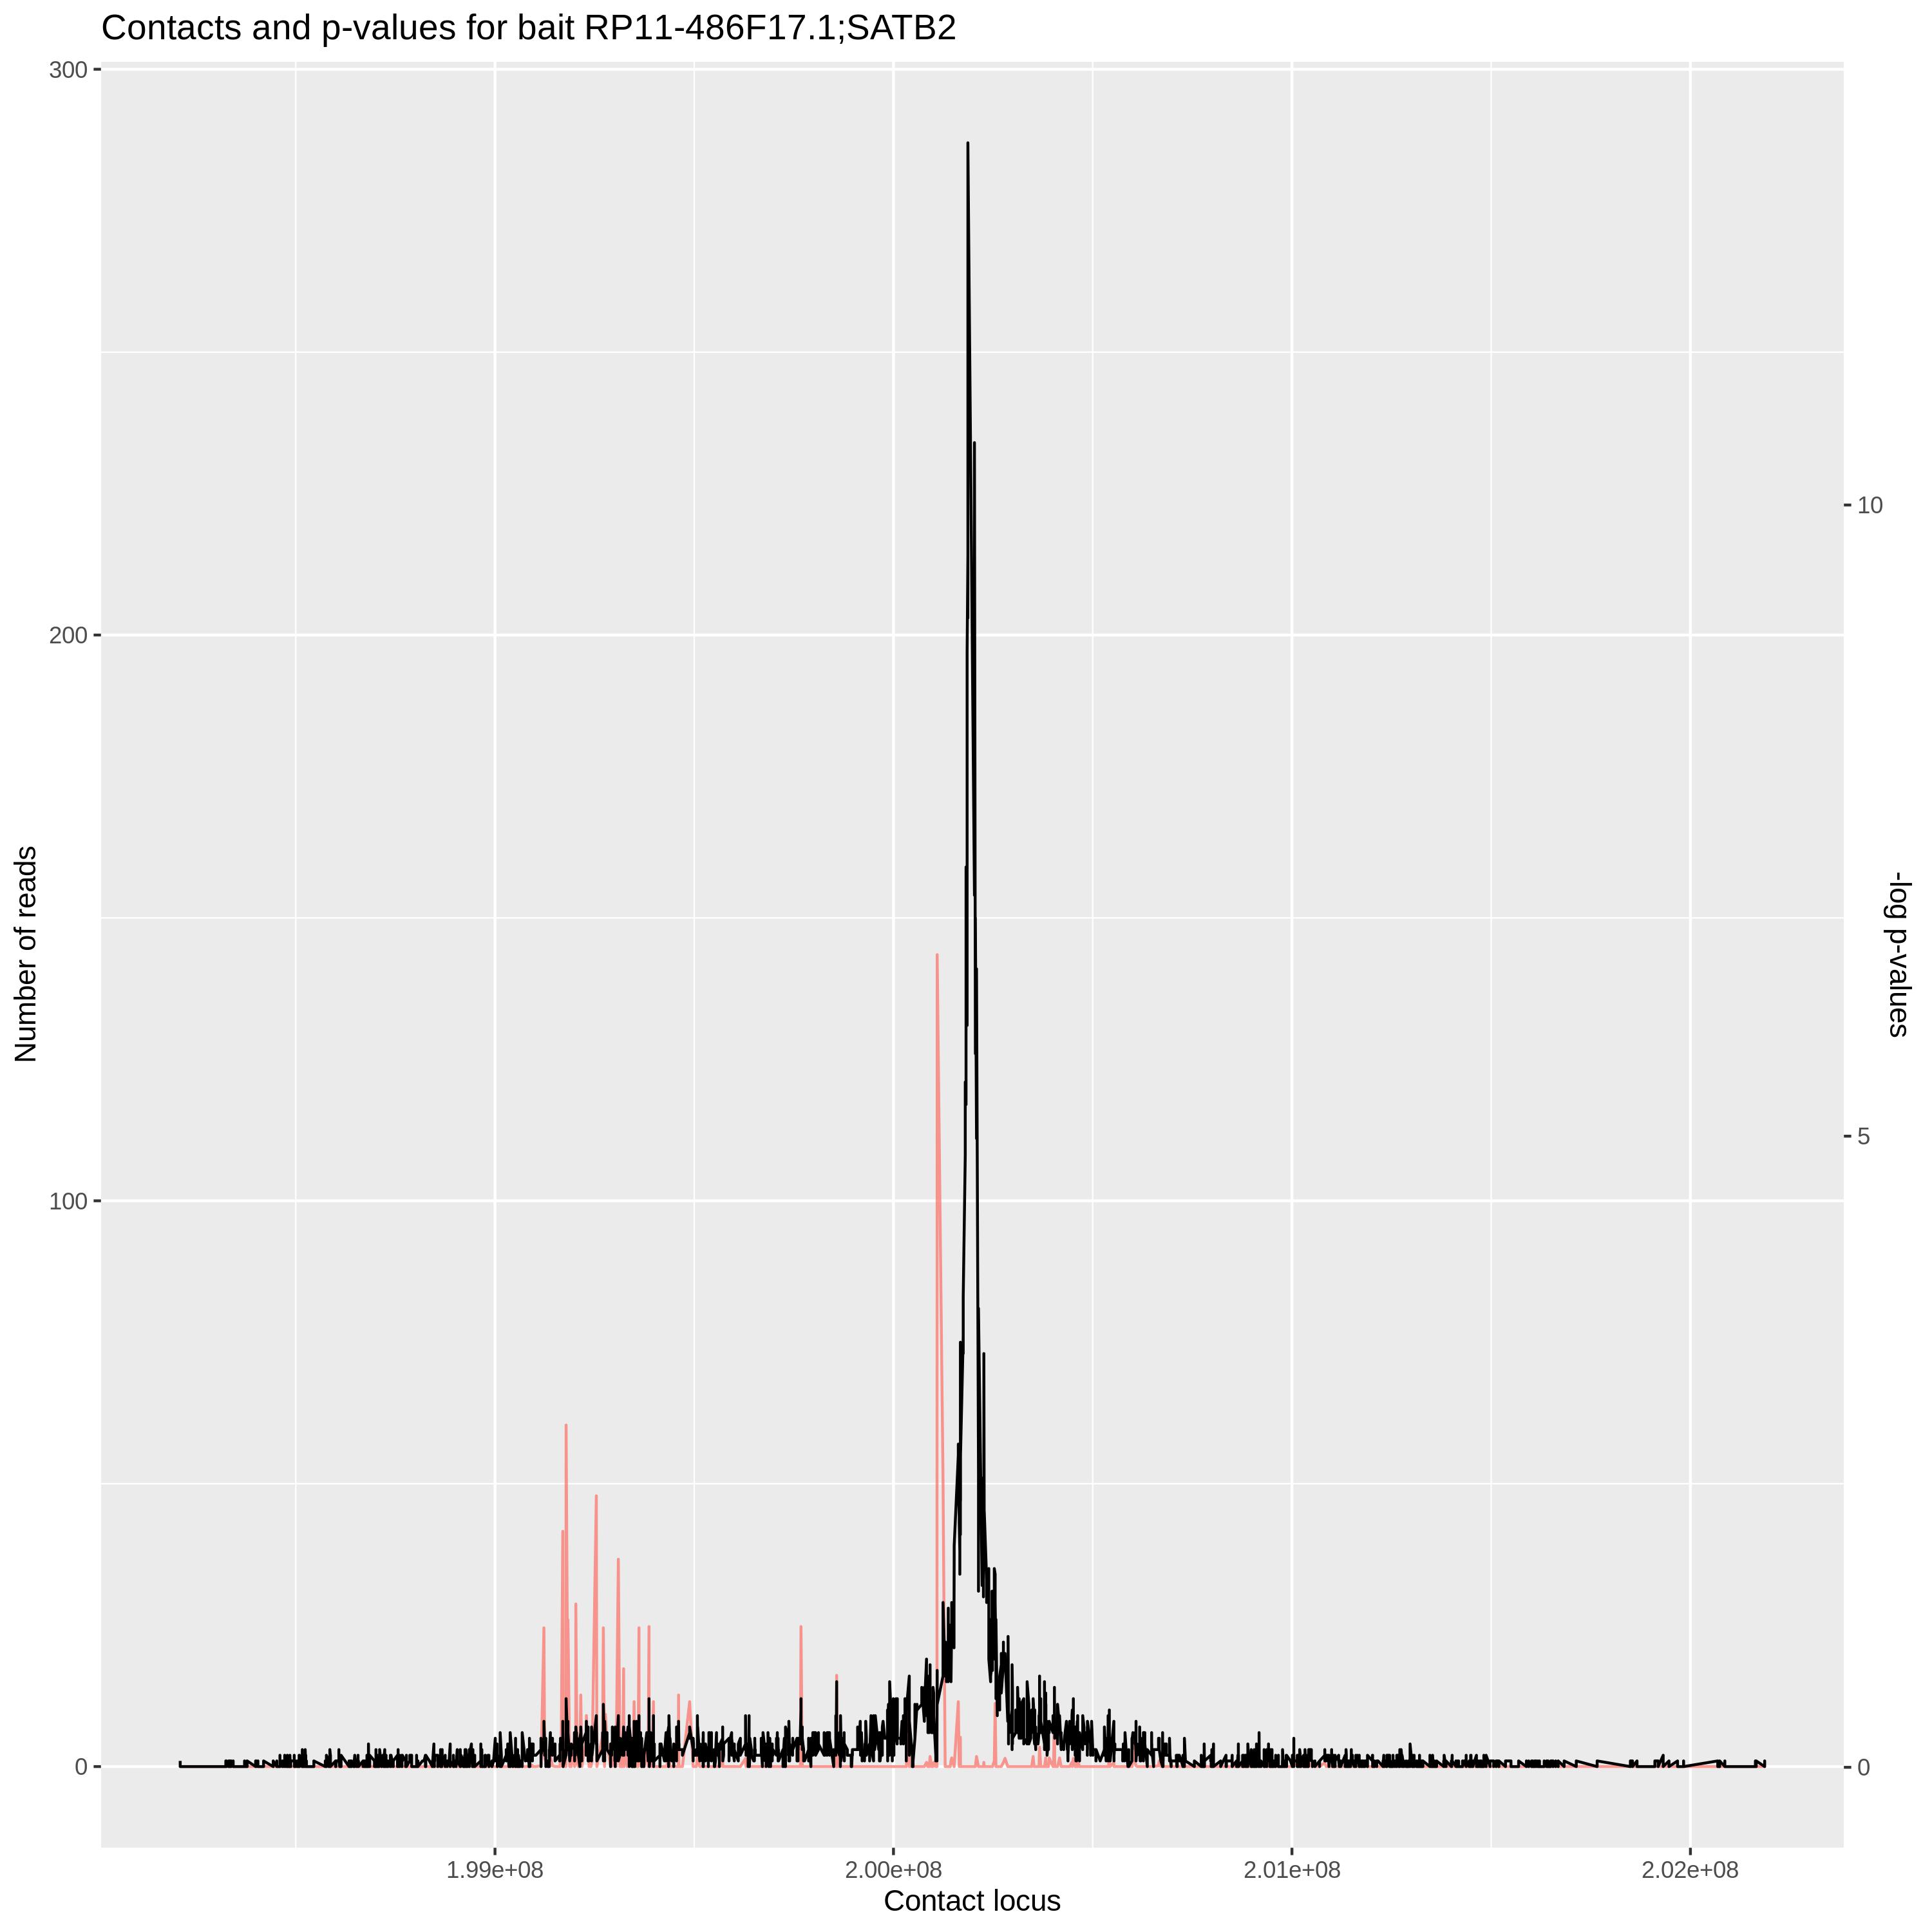 Contacts and p-values for bait RP11-486F17.1;SATB2
300
200
100
0
Number of reads
10
5
0
-log p-values
1.99e+08 2.00e+08 2.01e+08 2.02e+08
Contact locus